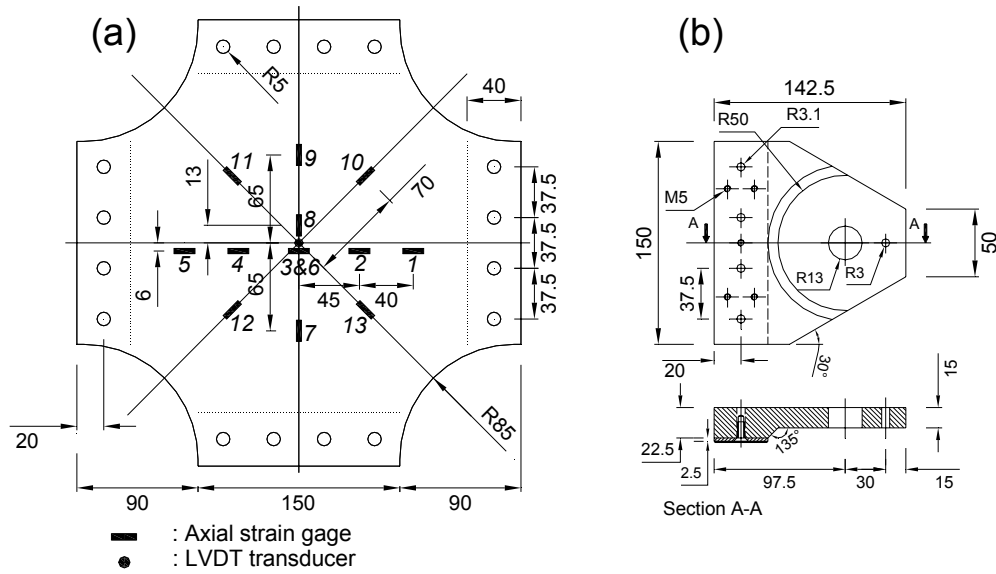 (a)
(b)
R5
40
142.5
R50
R3.1
11
9
10
13
65
70
37.5
M5
A
A
8
150
50
5
4
3&6
2
1
37.5
R13
R3
6
65
45
40
37.5
37.5
12
7
13
20
30°
15
20
R85
22.5
135°
2.5
90
150
90
97.5
30
15
Section A-A
: Axial strain gage
: LVDT transducer